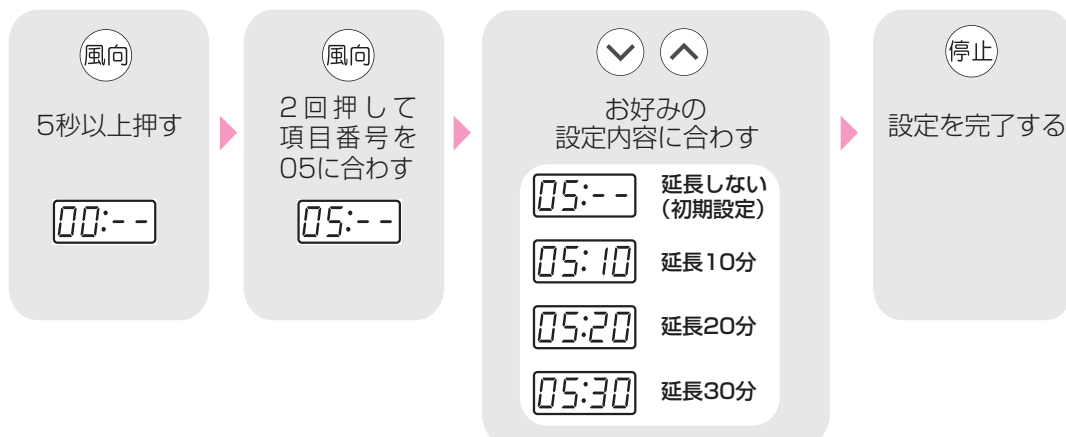 風向
5秒以上押す
00:--
風向
2回押して
項目番号を
05に合わす
05:--
お好みの
設定内容に合わす
05:-- 延長しない
(初期設定)
05:10 延長10分
05:20 延長20分
05:30 延長30分
停止
設定を完了する